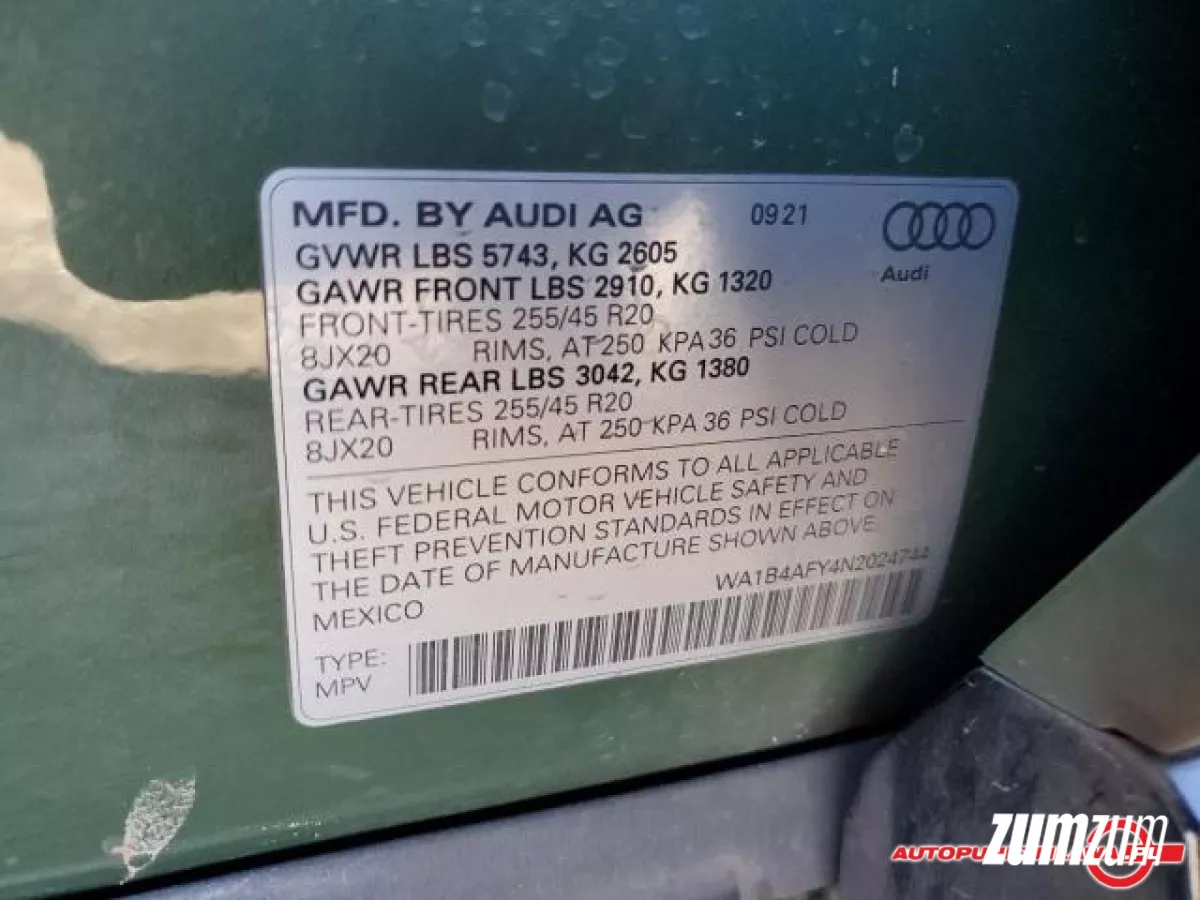 MFD. BY AUDI AG 09 21
GVWR LBS 5743, KG 2605
GAWR FRONT LBS 2910, KG 1320
FRONT-TIRES 255/45 R20
8JX20 RIMS, AT 250 KPA 36 PSI COLD
GAWR REAR LBS 3042, KG 1380
REAR-TIRES 255/45 R20
8JX20 RIMS, AT 250 KPA 36 PSI COLD
Audi
THIS VEHICLE CONFORMS TO ALL APPLICABLE
U.S. FEDERAL MOTOR VEHICLE SAFETY AND
THEFT PREVENTION STANDARDS IN EFFECT ON
THE DATE OF MANUFACTURE SHOWN ABOVE
MEXICO
WA1B4AFY4N2024744
TYPE:
MPV
zumzum